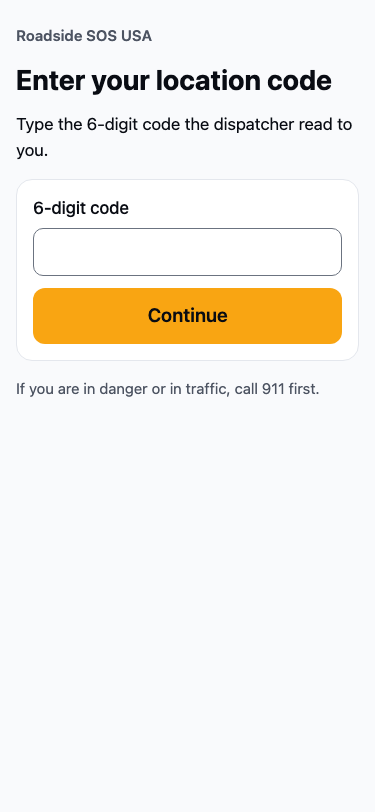 Roadside SOS USA
Enter your location code
Type the 6-digit code the dispatcher read to
you.
6-digit code
Continue
If you are in danger or in traffic, call 911 first.